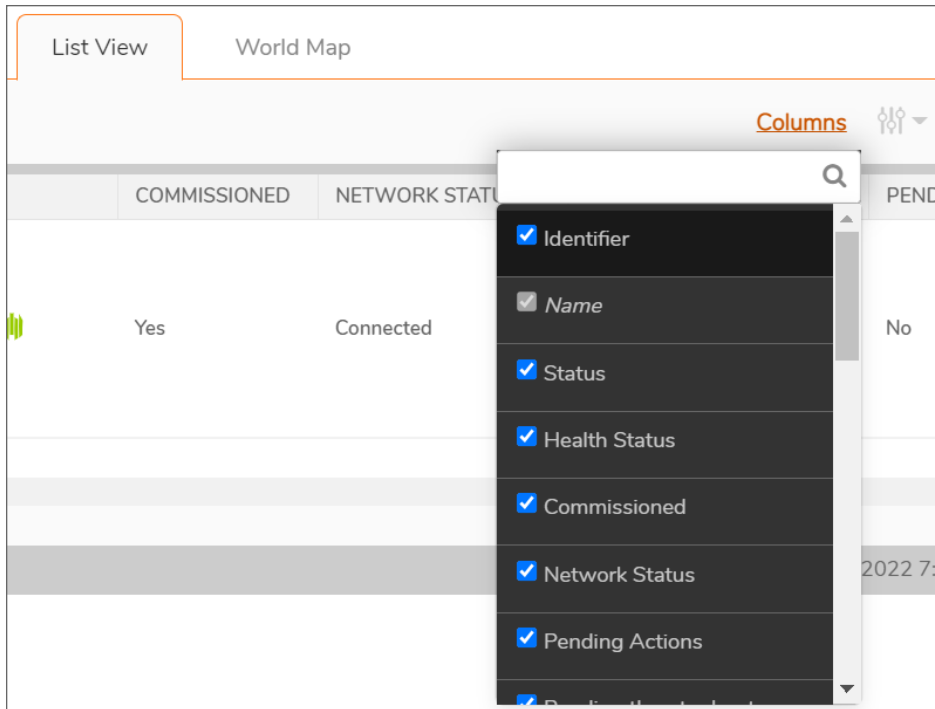 List View World Map
Columns
COMMISSIONED NETWORK STATU PEND
Identifier
Name
Yes Connected No
Status
Health Status
Commissioned
Network Status
2022 7:
Pending Actions